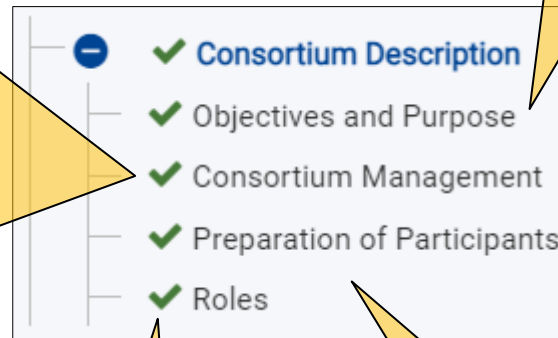 Consortium Description
Objectives and Purpose
Consortium Management
Preparation of Participants
Roles